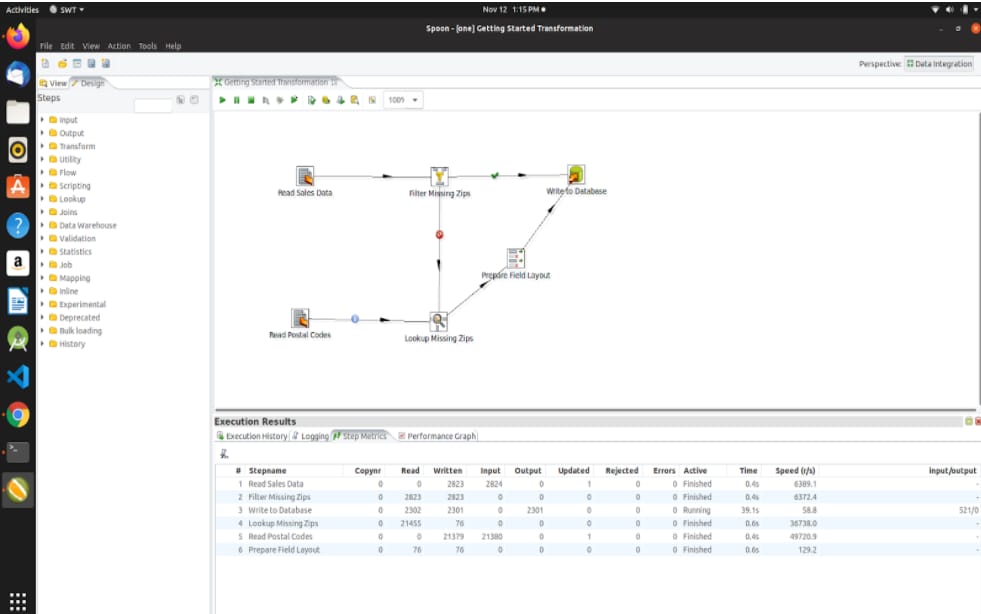 Activities SWT Nov 12 1:15 PM
Spoon - [one] Getting Started Transformation
File Edit View Action Tools Help
Perspective: Data Integration
View Design Getting Started Transformation
Steps
100%
Input
Output
Transform
Utility
Flow
Scripting
Lookup
Joins
Data Warehouse
Validation
Statistics
Job
Mapping
Inline
Experimental
Deprecated
Bulk loading
History
Read Sales Data Filter Missing Zips Write to Database
Prepare Field Layout
Read Postal Codes Lookup Missing Zips
Execution Results
Execution History Logging Step Metrics Performance Graph
# Stepname Copynr Read Written Input Output Updated Rejected Errors Active Time Speed (r/s) input/output
1 Read Sales Data 0 0 2823 2824 0 1 0 0 Finished 0.4s 6389.1 -
2 Filter Missing Zips 0 2823 2823 0 0 0 0 0 Finished 0.4s 6372.4 -
3 Write to Database 0 2302 2301 0 2301 0 0 0 Running 39.1s 58.8 521/0
4 Lookup Missing Zips 0 21455 76 0 0 0 0 0 Finished 0.6s 36738.0 -
5 Read Postal Codes 0 0 21379 21380 0 1 0 0 Finished 0.4s 49720.9 -
6 Prepare Field Layout 0 76 76 0 0 0 0 0 Finished 0.6s 129.2 -